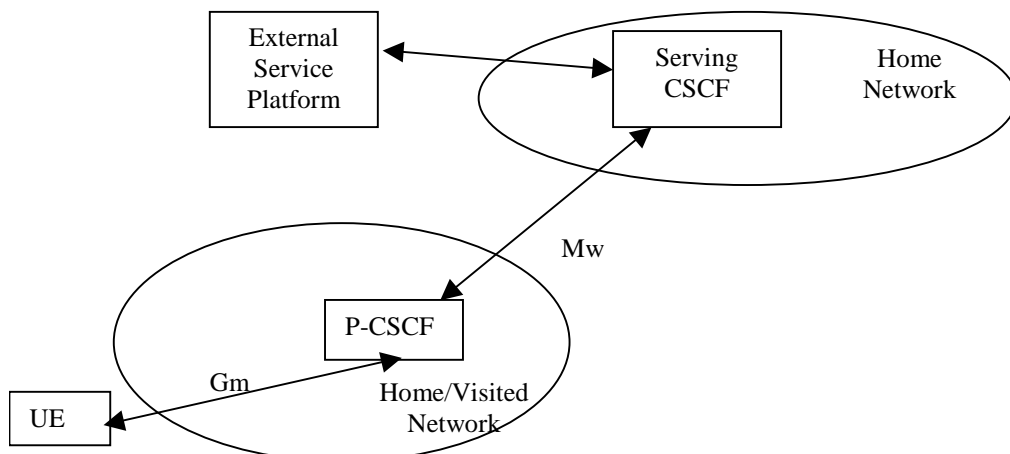 External
Service
Platform
Serving
CSCF
Home
Network
Mw
P-CSCF
Gm
Home/Visited
Network
UE